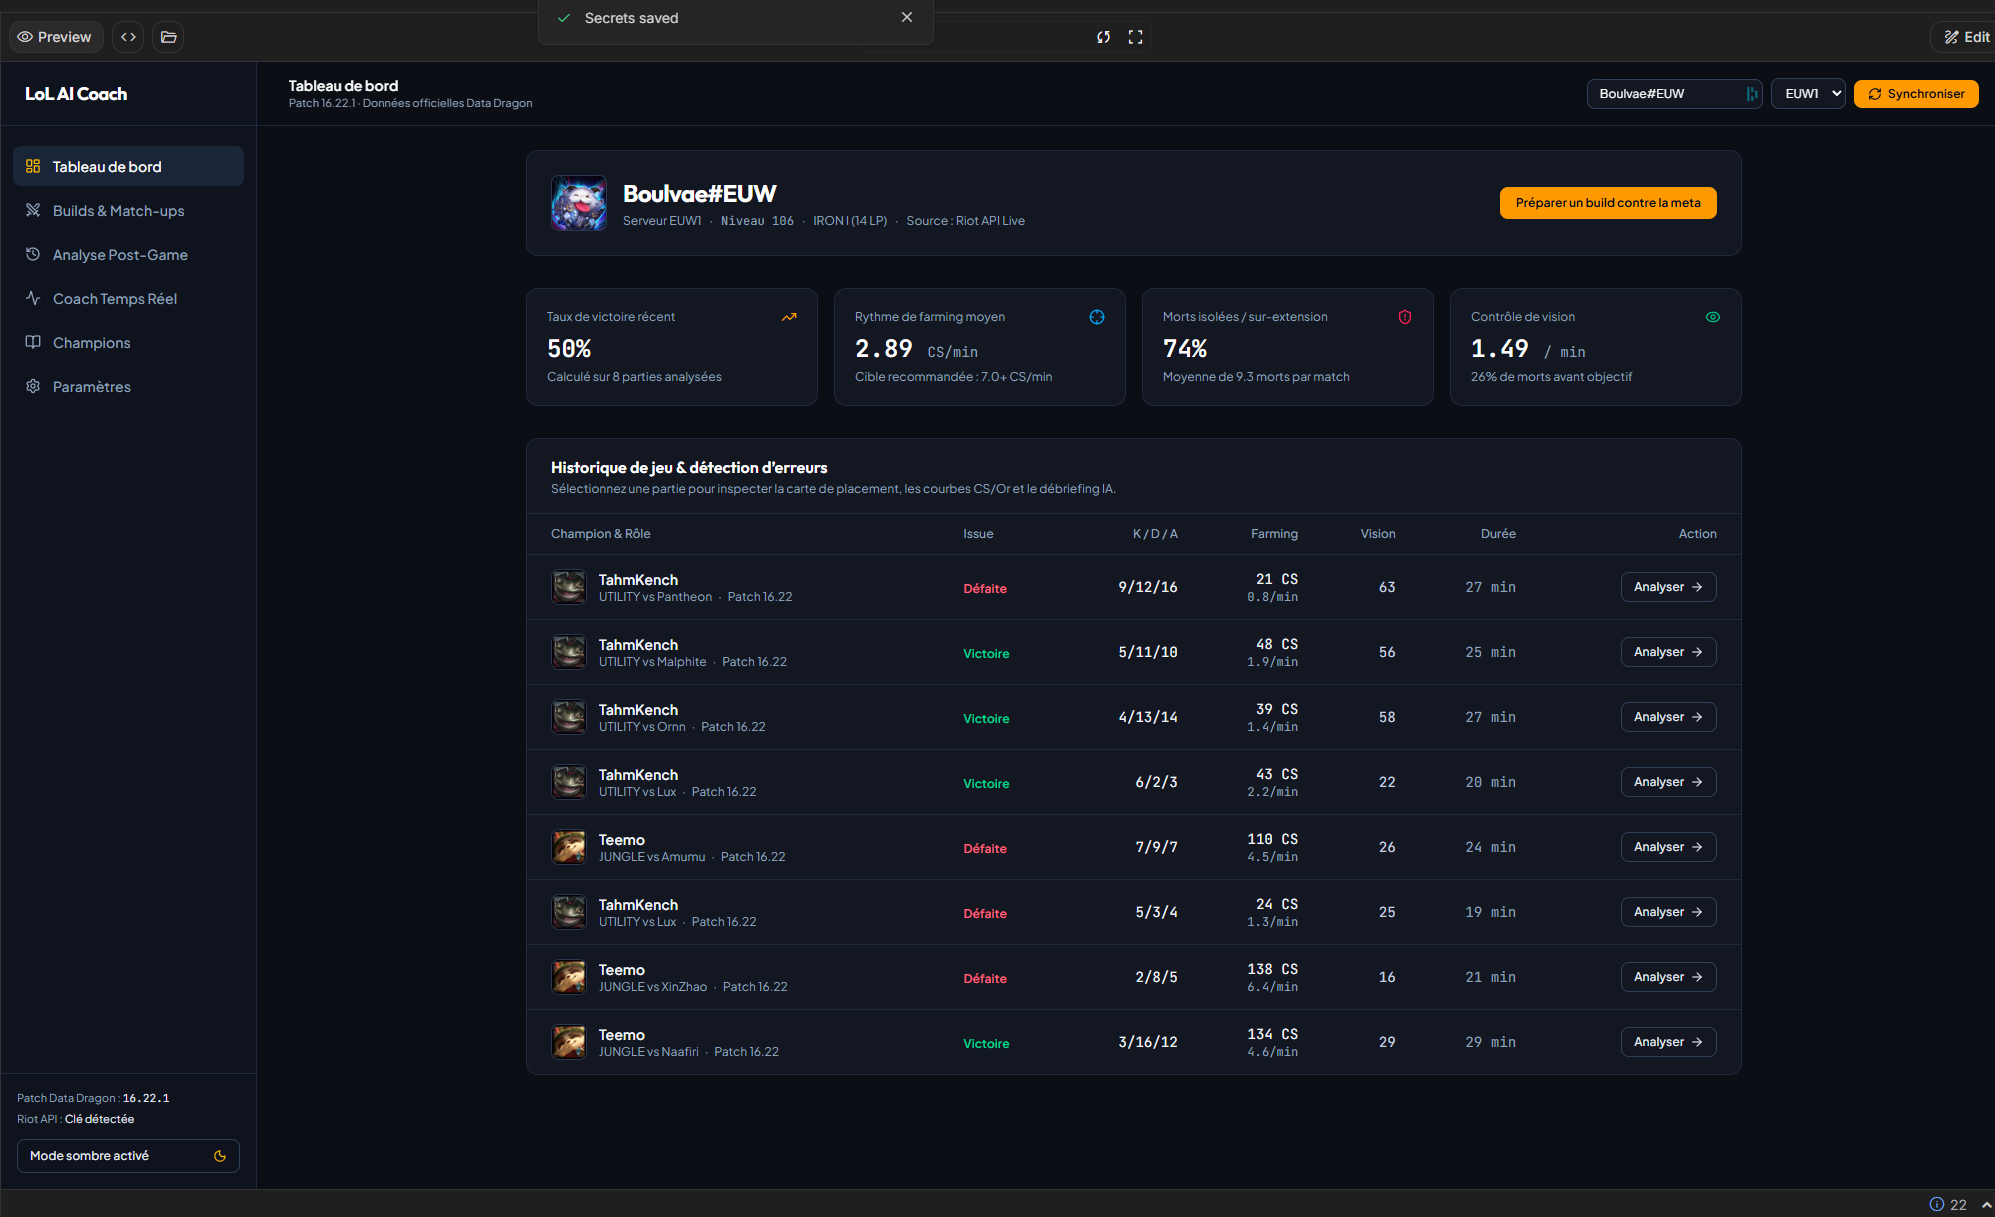 Secrets saved
Preview
Edit
LoL AI Coach
Tableau de bord
Patch 16.22.1 · Données officielles Data Dragon
Boulvae#EUW
EUW1
Synchroniser
Tableau de bord
Builds & Match-ups
Analyse Post-Game
Coach Temps Réel
Champions
Paramètres
Boulvae#EUW
Serveur EUW1 · Niveau 106 · IRON I (14 LP) · Source : Riot API Live
Préparer un build contre la meta
Taux de victoire récent
50%
Calculé sur 8 parties analysées
Rythme de farming moyen
2.89 CS/min
Cible recommandée : 7.0+ CS/min
Morts isolées / sur-extension
74%
Moyenne de 9.3 morts par match
Contrôle de vision
1.49 / min
26% de morts avant objectif
Historique de jeu & détection d'erreurs
Sélectionnez une partie pour inspecter la carte de placement, les courbes CS/Or et le débriefing IA.
Champion & Rôle Issue K / D / A Farming Vision Durée Action
TahmKench
UTILITY vs Pantheon · Patch 16.22
Défaite
9/12/16
21 CS
0.8/min
63
27 min
Analyser →
TahmKench
UTILITY vs Malphite · Patch 16.22
Victoire
5/11/10
48 CS
1.9/min
56
25 min
Analyser →
TahmKench
UTILITY vs Ornn · Patch 16.22
Victoire
4/13/14
39 CS
1.4/min
58
27 min
Analyser →
TahmKench
UTILITY vs Lux · Patch 16.22
Victoire
6/2/3
43 CS
2.2/min
22
20 min
Analyser →
Teemo
JUNGLE vs Amumu · Patch 16.22
Défaite
7/9/7
110 CS
4.5/min
26
24 min
Analyser →
TahmKench
UTILITY vs Lux · Patch 16.22
Défaite
5/3/4
24 CS
1.3/min
25
19 min
Analyser →
Teemo
JUNGLE vs XinZhao · Patch 16.22
Défaite
2/8/5
138 CS
6.4/min
16
21 min
Analyser →
Teemo
JUNGLE vs Naafiri · Patch 16.22
Victoire
3/16/12
134 CS
4.6/min
29
29 min
Analyser →
Patch Data Dragon : 16.22.1
Riot API : Clé détectée
Mode sombre activé
22